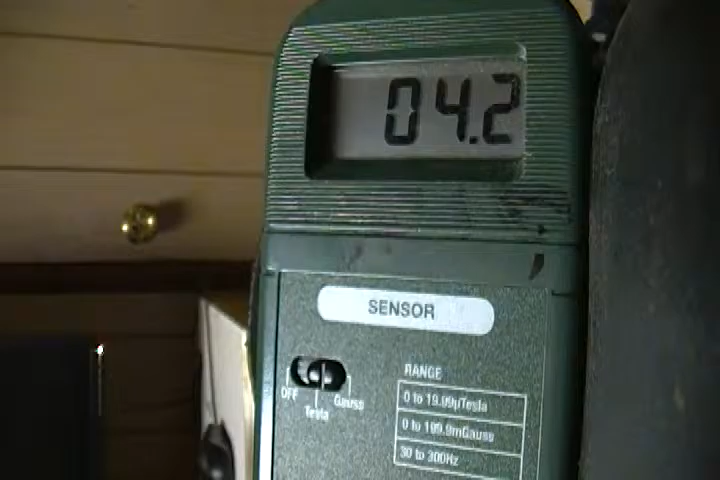 04.2
SENSOR
OFF
Tesla
Gauss
RANGE
0 to 19.99µTesla
0 to 199.9mGauss
30 to 300Hz